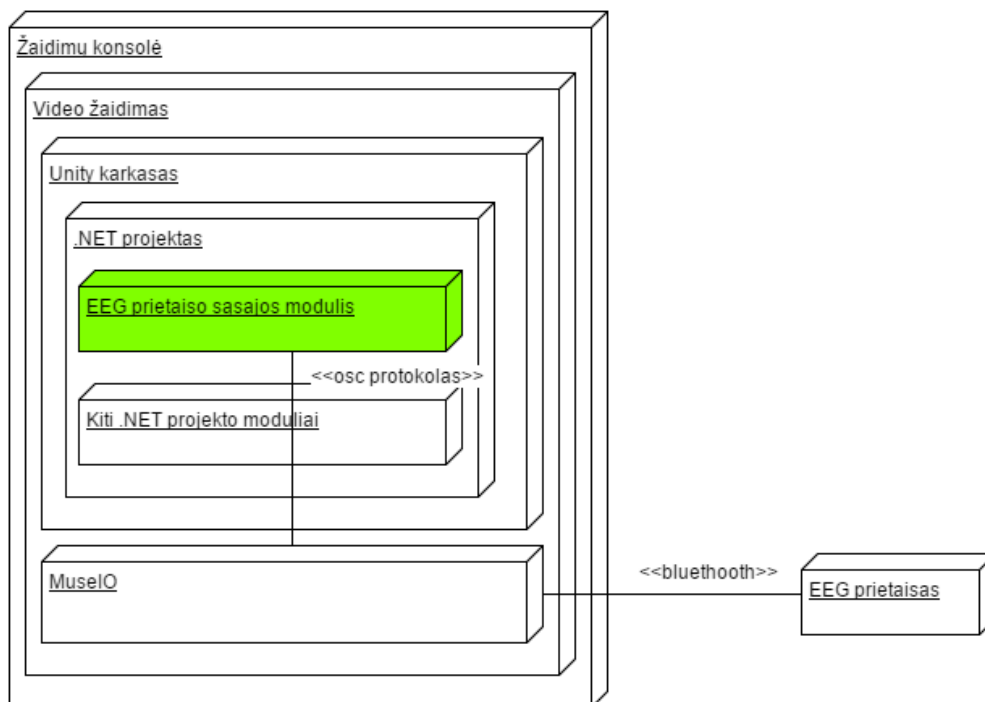 Žaidimų konsolė
Video žaidimas
Unity karkasas
.NET projektas
EEG prietaiso sasajos modulis
<<osc protokolas>>
Kiti .NET projekto moduliai
MuseIO
<<bluethooth>>
EEG prietaisas